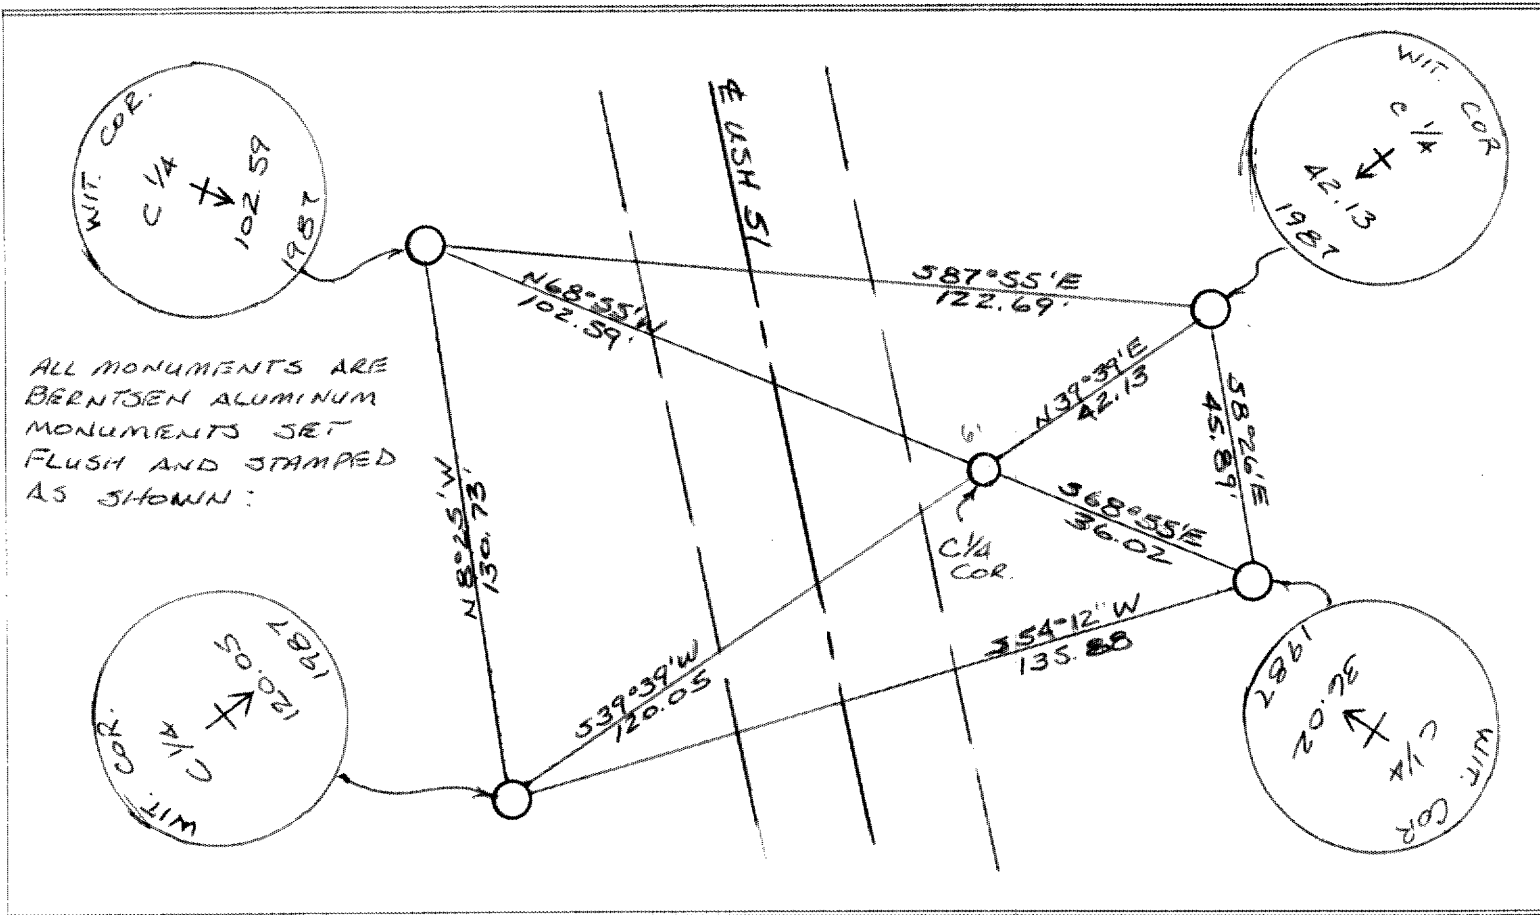 WIT. COR.
C 1/4
102.59
1987
WIT. COR
C 1/4
42.13
1987
℄ USH 51
S87°55'E
122.69'
N68°55'W
102.59'
N39°39'E
42.13
S8°26'E
45.89'
ALL MONUMENTS ARE
BERNTSEN ALUMINUM
MONUMENTS SET
FLUSH AND STAMPED
AS SHOWN:
N8°25'W
130.73'
6'
C 1/4
COR.
S68°55'E
36.02
S39°39'W
120.05
S54-12" W
135.88
WIT. COR.
C 1/4
120.05
1987
WIT. COR
C 1/4
36.02
1987